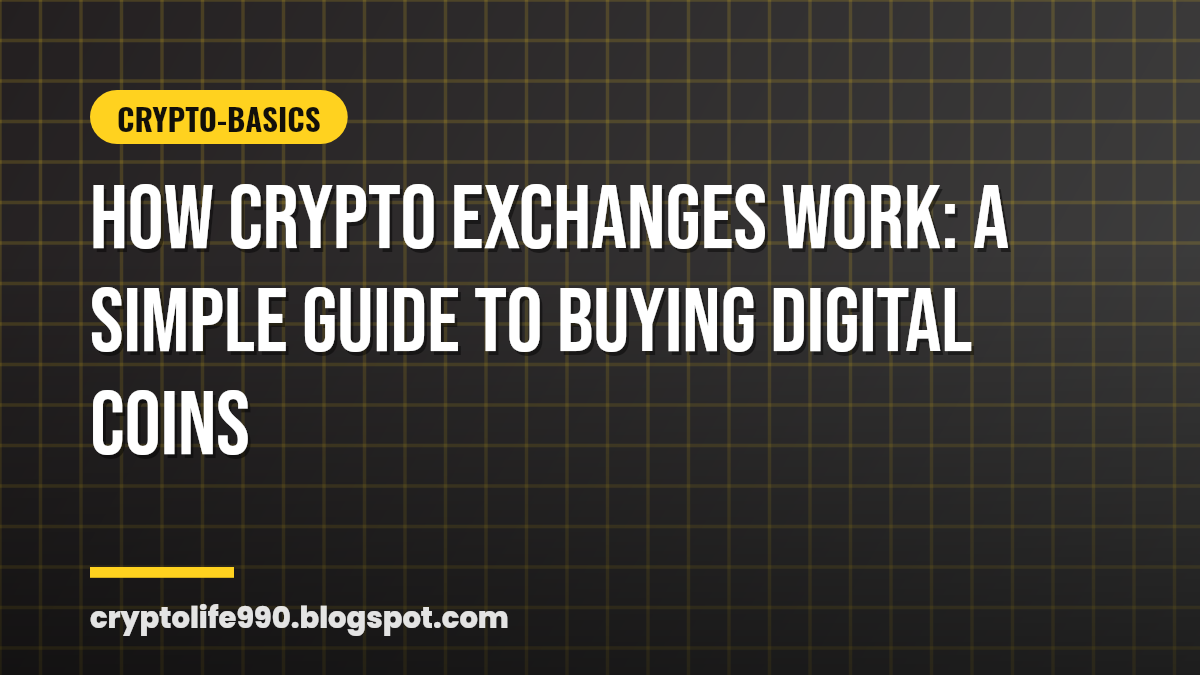 CRYPTO-BASICS
HOW CRYPTO EXCHANGES WORK: A
SIMPLE GUIDE TO BUYING DIGITAL
COINS
cryptolife990.blogspot.com